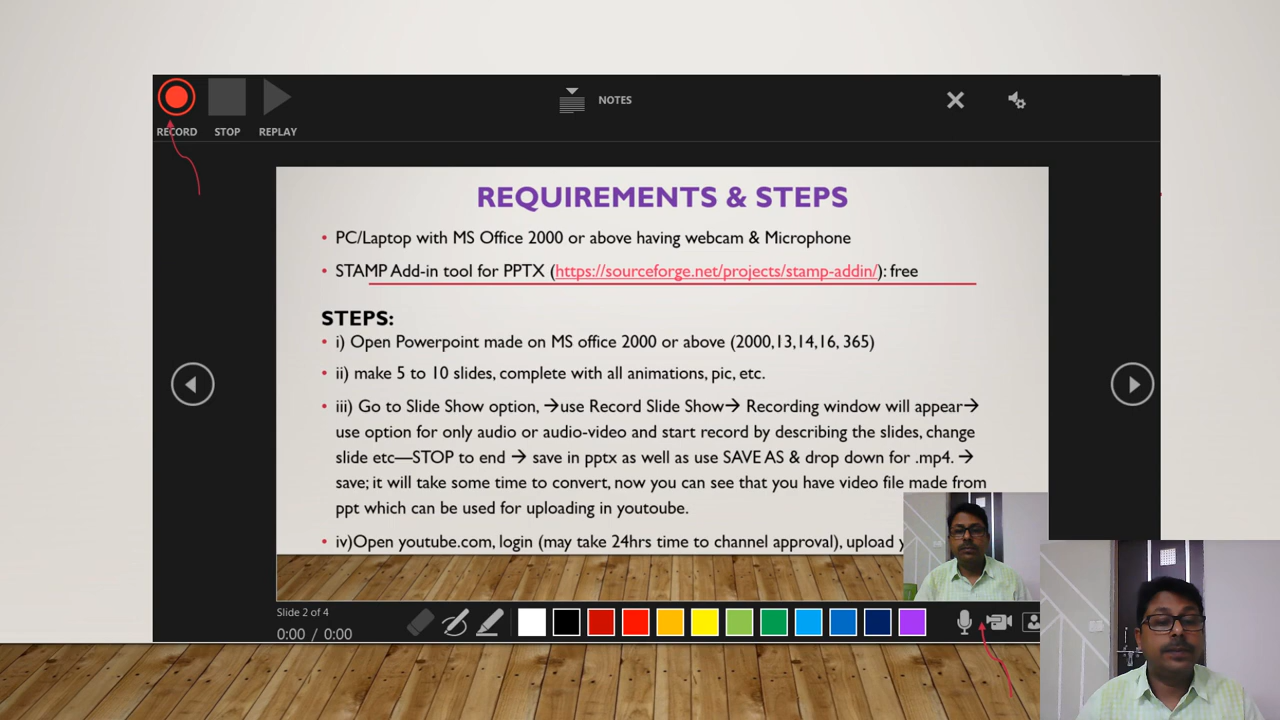 RECORD STOP REPLAY
NOTES
REQUIREMENTS & STEPS
• PC/Laptop with MS Office 2000 or above having webcam & Microphone
• STAMP Add-in tool for PPTX (https://sourceforge.net/projects/stamp-addin/): free
STEPS:
• i) Open Powerpoint made on MS office 2000 or above (2000,13,14,16, 365)
• ii) make 5 to 10 slides, complete with all animations, pic, etc.
• iii) Go to Slide Show option, →use Record Slide Show→ Recording window will appear→
use option for only audio or audio-video and start record by describing the slides, change
slide etc—STOP to end → save in pptx as well as use SAVE AS & drop down for .mp4. →
save; it will take some time to convert, now you can see that you have video file made from
ppt which can be used for uploading in youtoube.
• iv)Open youtube.com, login (may take 24hrs time to channel approval), upload
Slide 2 of 4
0:00 / 0:00